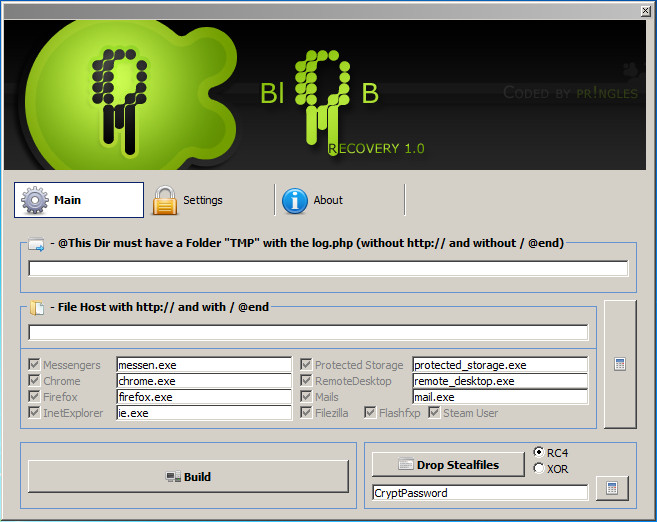 Bl B
RECOVERY 1.0
CODED BY PR!NGLES
Main
Settings
About
- @This Dir must have a Folder "TMP" with the log.php (without http:// and without / @end)
- File Host with http:// and with / @end
Messengers messen.exe Protected Storage protected_storage.exe
Chrome chrome.exe RemoteDesktop remote_desktop.exe
Firefox firefox.exe Mails mail.exe
InetExplorer ie.exe Filezilla Flashfxp Steam User
Build
Drop Stealfiles
RC4
XOR
CryptPassword